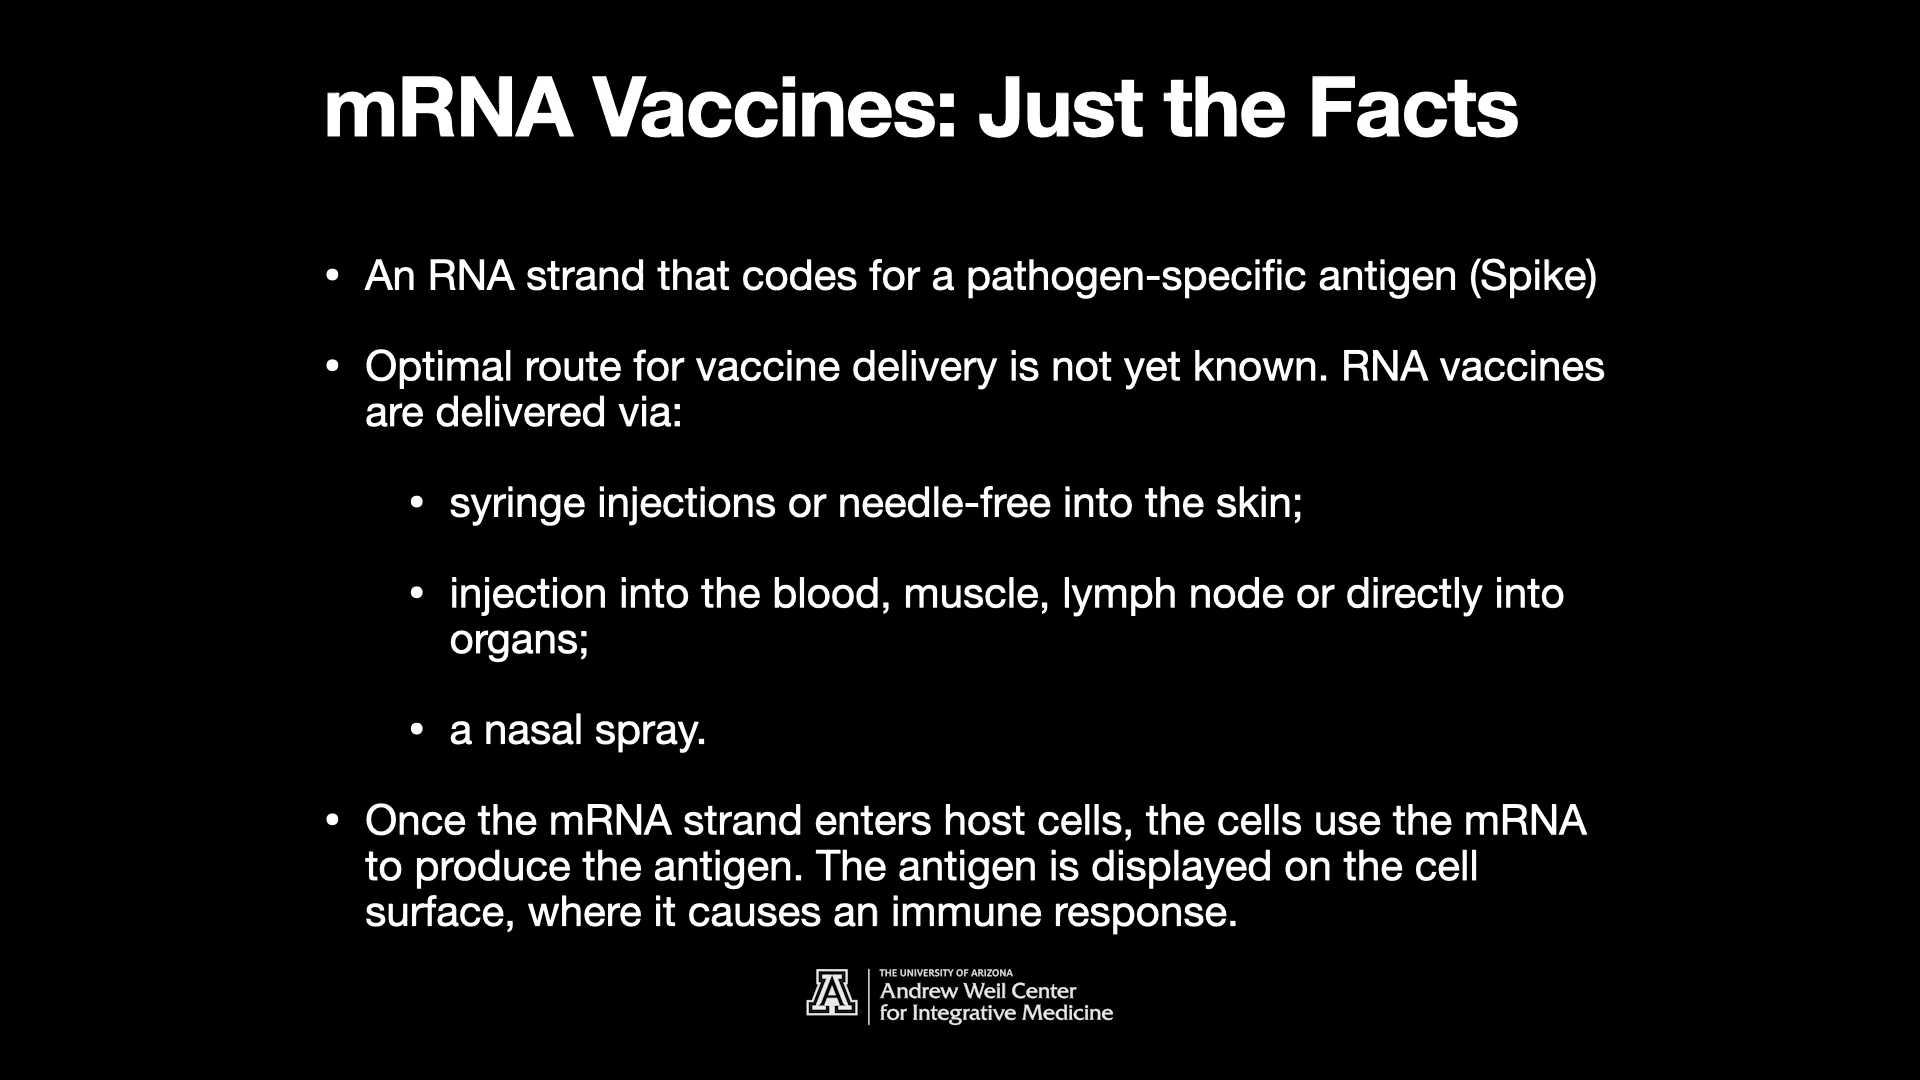 mRNA Vaccines: Just the Facts
• An RNA strand that codes for a pathogen-specific antigen (Spike)
• Optimal route for vaccine delivery is not yet known. RNA vaccines
are delivered via:
• syringe injections or needle-free into the skin;
• injection into the blood, muscle, lymph node or directly into
organs;
• a nasal spray.
• Once the mRNA strand enters host cells, the cells use the mRNA
to produce the antigen. The antigen is displayed on the cell
surface, where it causes an immune response.
A
THE UNIVERSITY OF ARIZONA
Andrew Weil Center
for Integrative Medicine